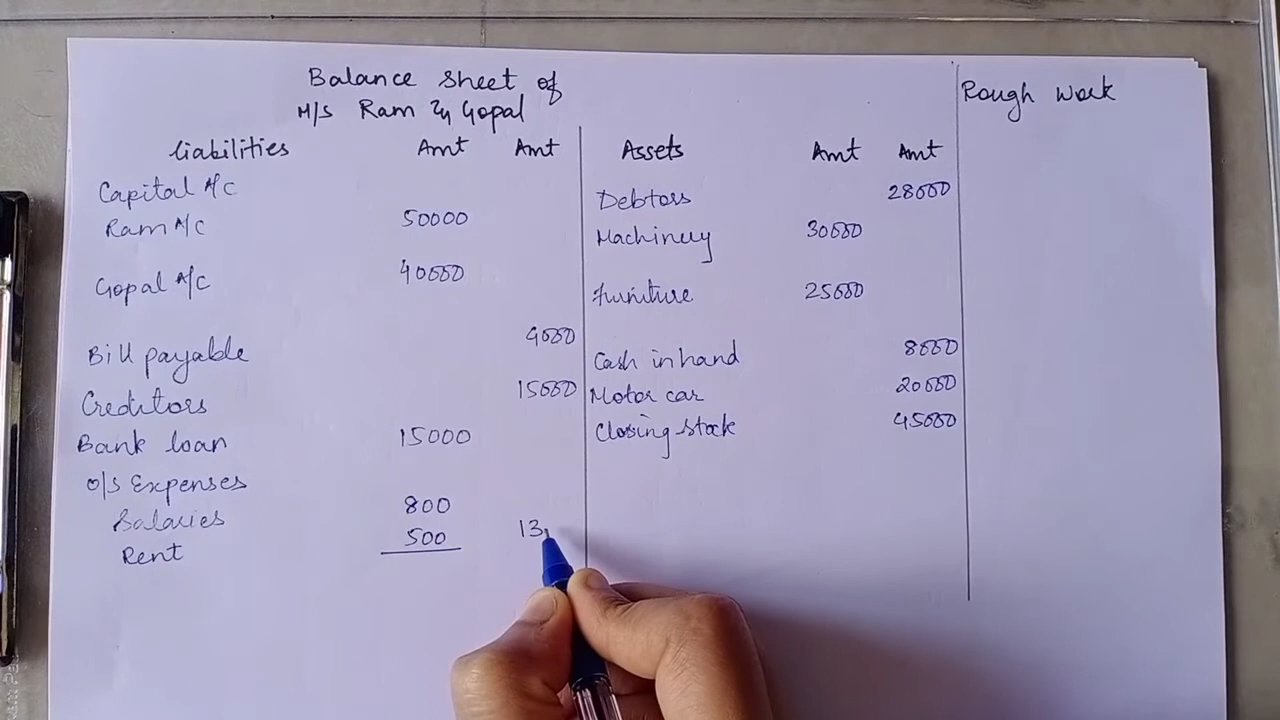 Balance Sheet of
M/S Ram & Gopal
Rough Work
Liabilities Amt Amt Assets Amt Amt
Capital A/C Debtors 28000
Ram A/C 50000 Machinery 30000
Gopal A/C 40000 Furniture 25000
Bill payable 4000 Cash in hand 8000
Creditors 15000 Motor car 20000
Bank loan 15000 Closing stock 45000
O/S Expenses
Salaries 800
Rent 500 13